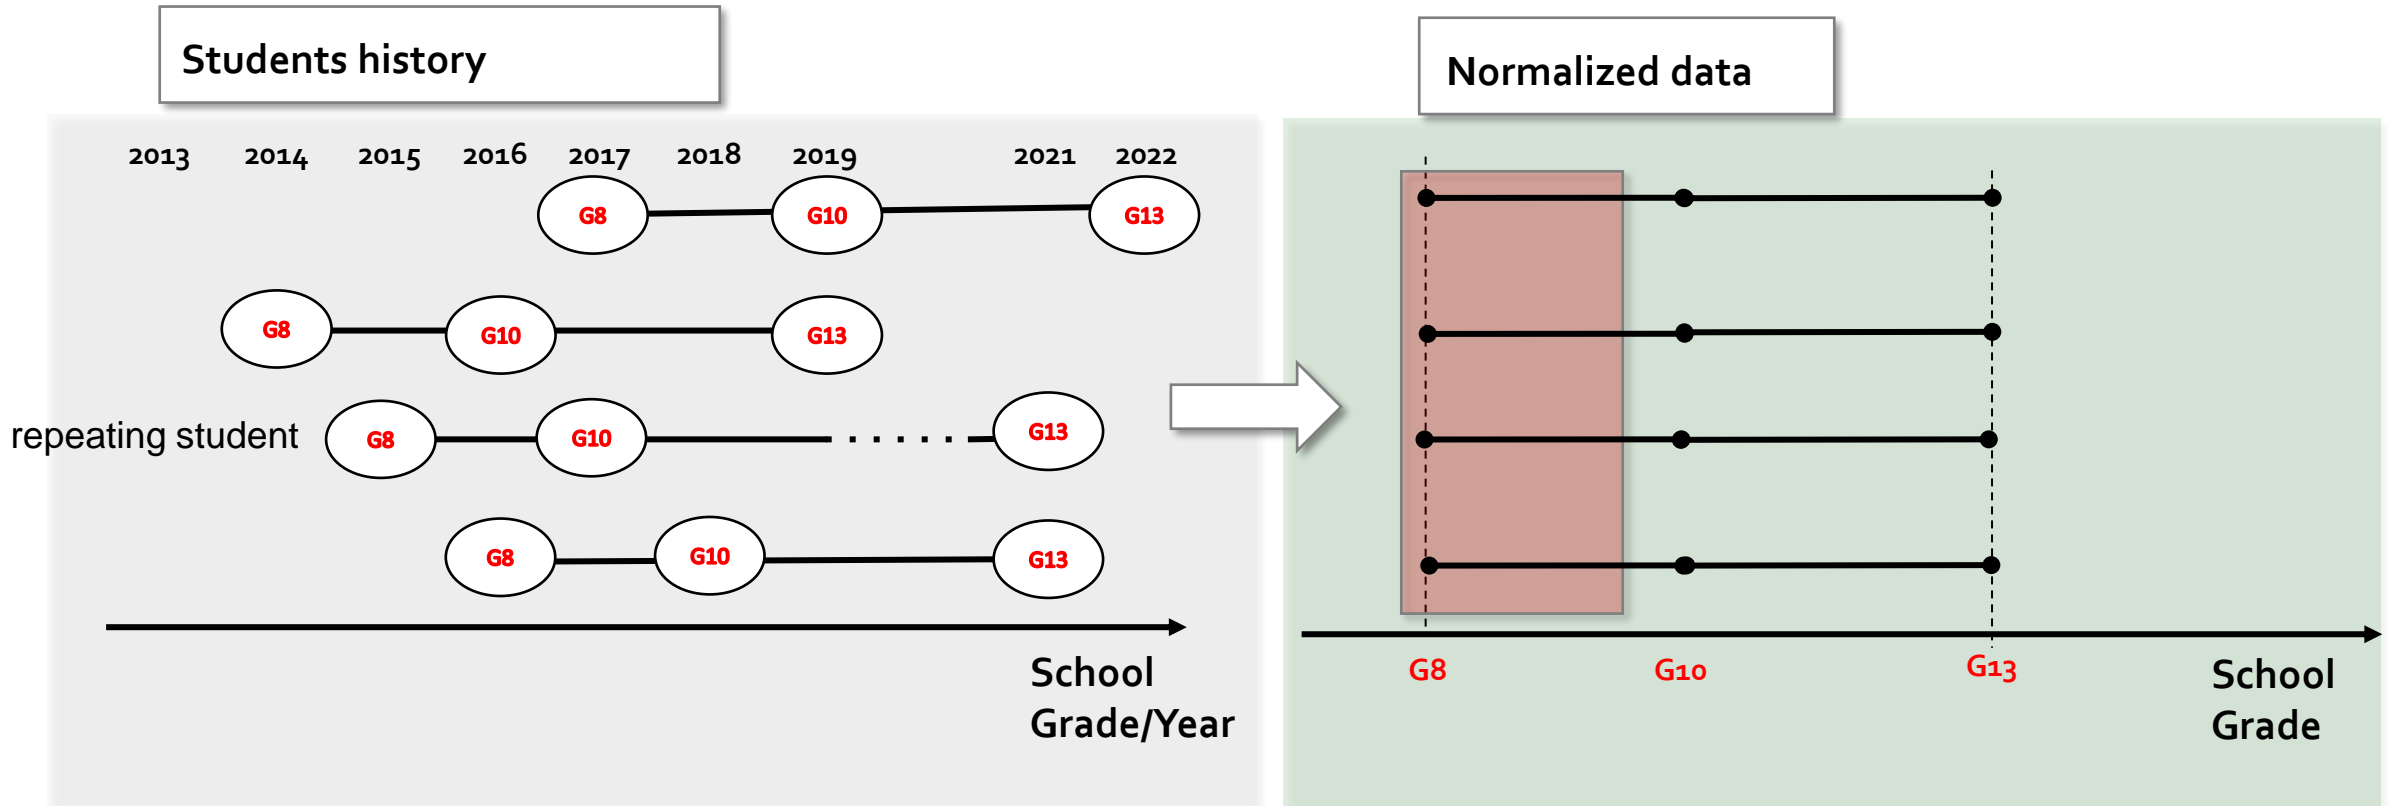 Students history
Normalized data
2013 2014 2015 2016 2017 2018 2019 2021 2022
G8 G10 G13
G8 G10 G13
repeating student G8 G10 G13
G8 G10 G13
School
Grade/Year
G8 G10 G13
School
Grade